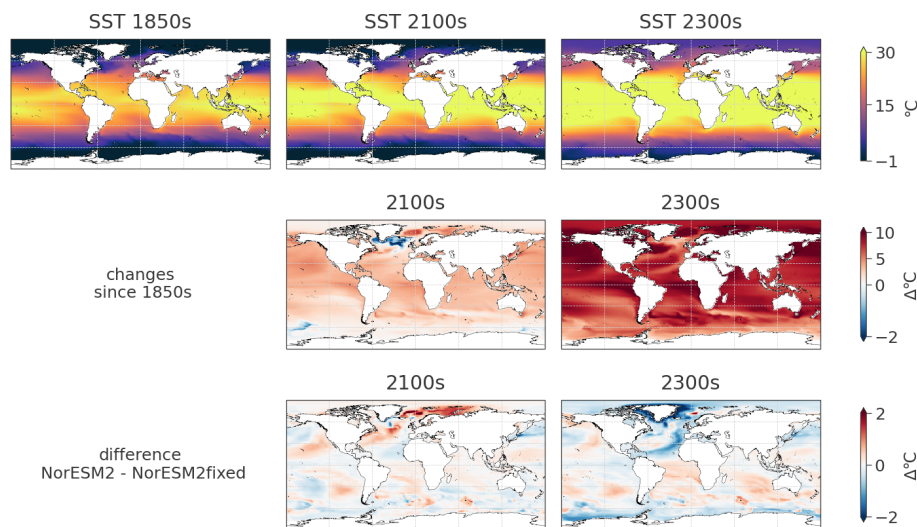 SST 1850s
SST 2100s
SST 2300s
30
15
−1
°C
2100s
2300s
changes
since 1850s
10
5
0
−2
Δ°C
2100s
2300s
difference
NorESM2 - NorESM2fixed
2
0
−2
Δ°C